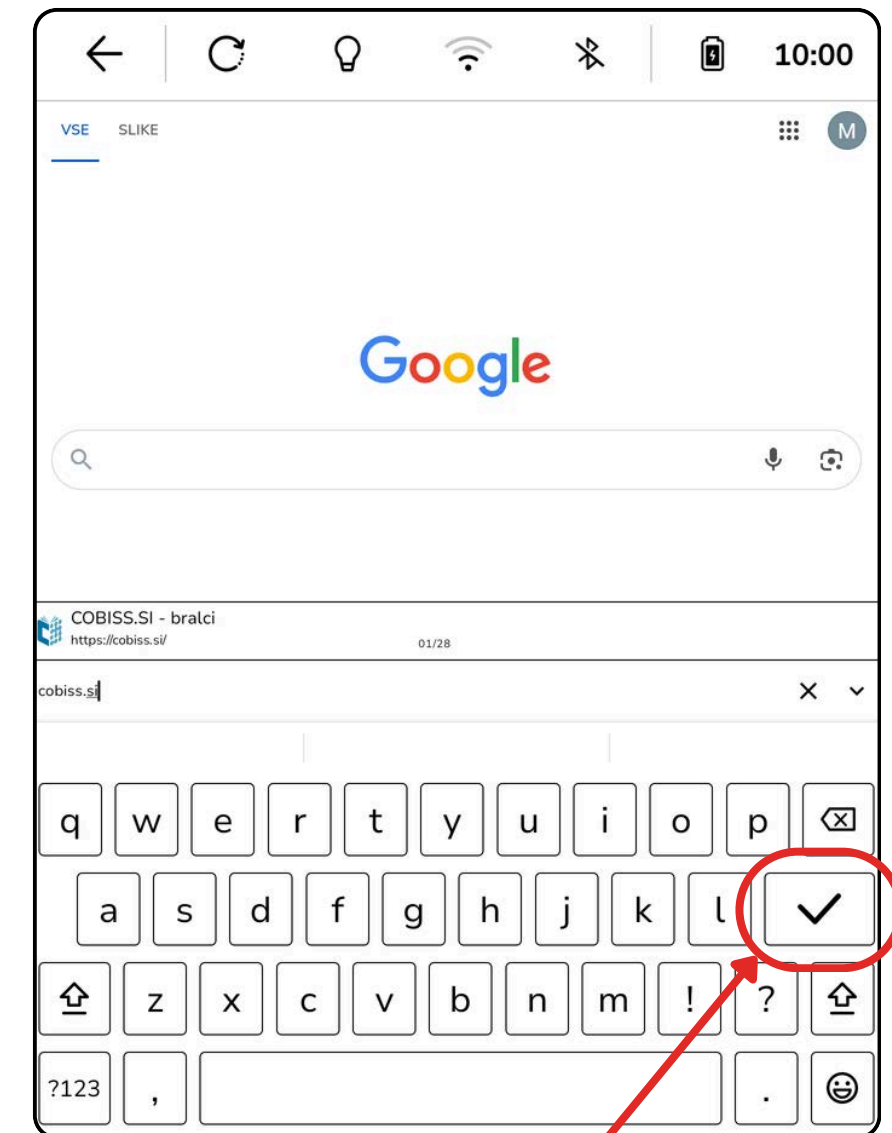 10:00
VSE SLIKE
M
Google
COBISS.SI - bralci
https://cobiss.si/
01/28
cobiss.si
q w e r t y u i o p
a s d f g h j k l
z x c v b n m ! ?
?123 , .